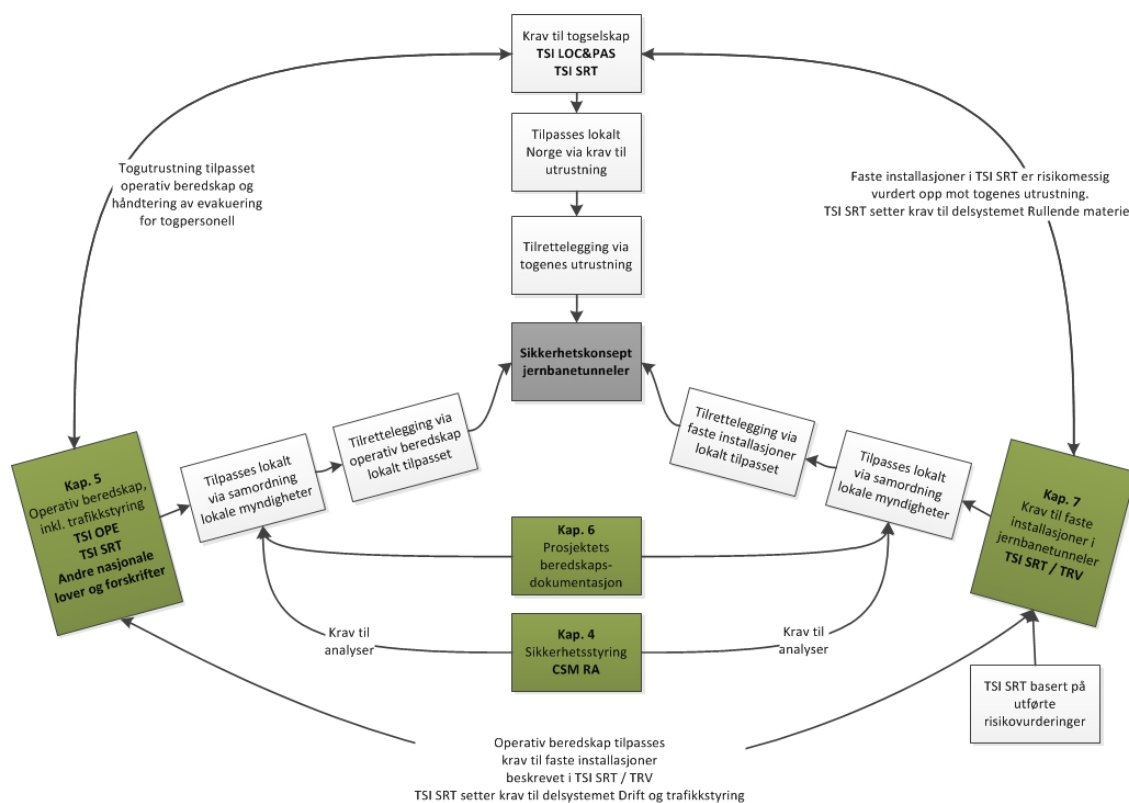 Krav til togselskap
TSI LOC&PAS
TSI SRT
Tilpasses lokalt
Norge via krav til
utrustning
Togutrustning tilpasset
operativ beredskap og
håndtering av evakuering
for togpersonell
Faste installasjoner i TSI SRT er risikomessig
vurdert opp mot togenes utrustning.
TSI SRT setter krav til delsystemet Rullende materie
Tilrettelegging via
togenes utrustning
Sikkerhetskonsept
jernbanetunneler
Tilrettelegging via
operativ beredskap
lokalt tilpasset
Tilrettelegging via
faste installasjoner
lokalt tilpasset
Tilpasses lokalt
via samordning
lokale myndigheter
Tilpasses lokalt
via samordning
lokale myndigheter
Kap. 5
Operativ beredskap,
inkl. trafikkstyring
TSI OPE
TSI SRT
Andre nasjonale
lover og forskrifter
Kap. 7
Krav til faste
installasjoner i
jernbanetunneler
TSI SRT / TRV
Kap. 6
Prosjektets
beredskaps-
dokumentasjon
Kap. 4
Sikkerhetsstyring
CSM RA
Krav til
analyser
Krav til
analyser
TSI SRT basert på
utførte
risikovurderinger
Operativ beredskap tilpasses
krav til faste installasjoner
beskrevet i TSI SRT / TRV
TSI SRT setter krav til delsystemet Drift og trafikkstyring